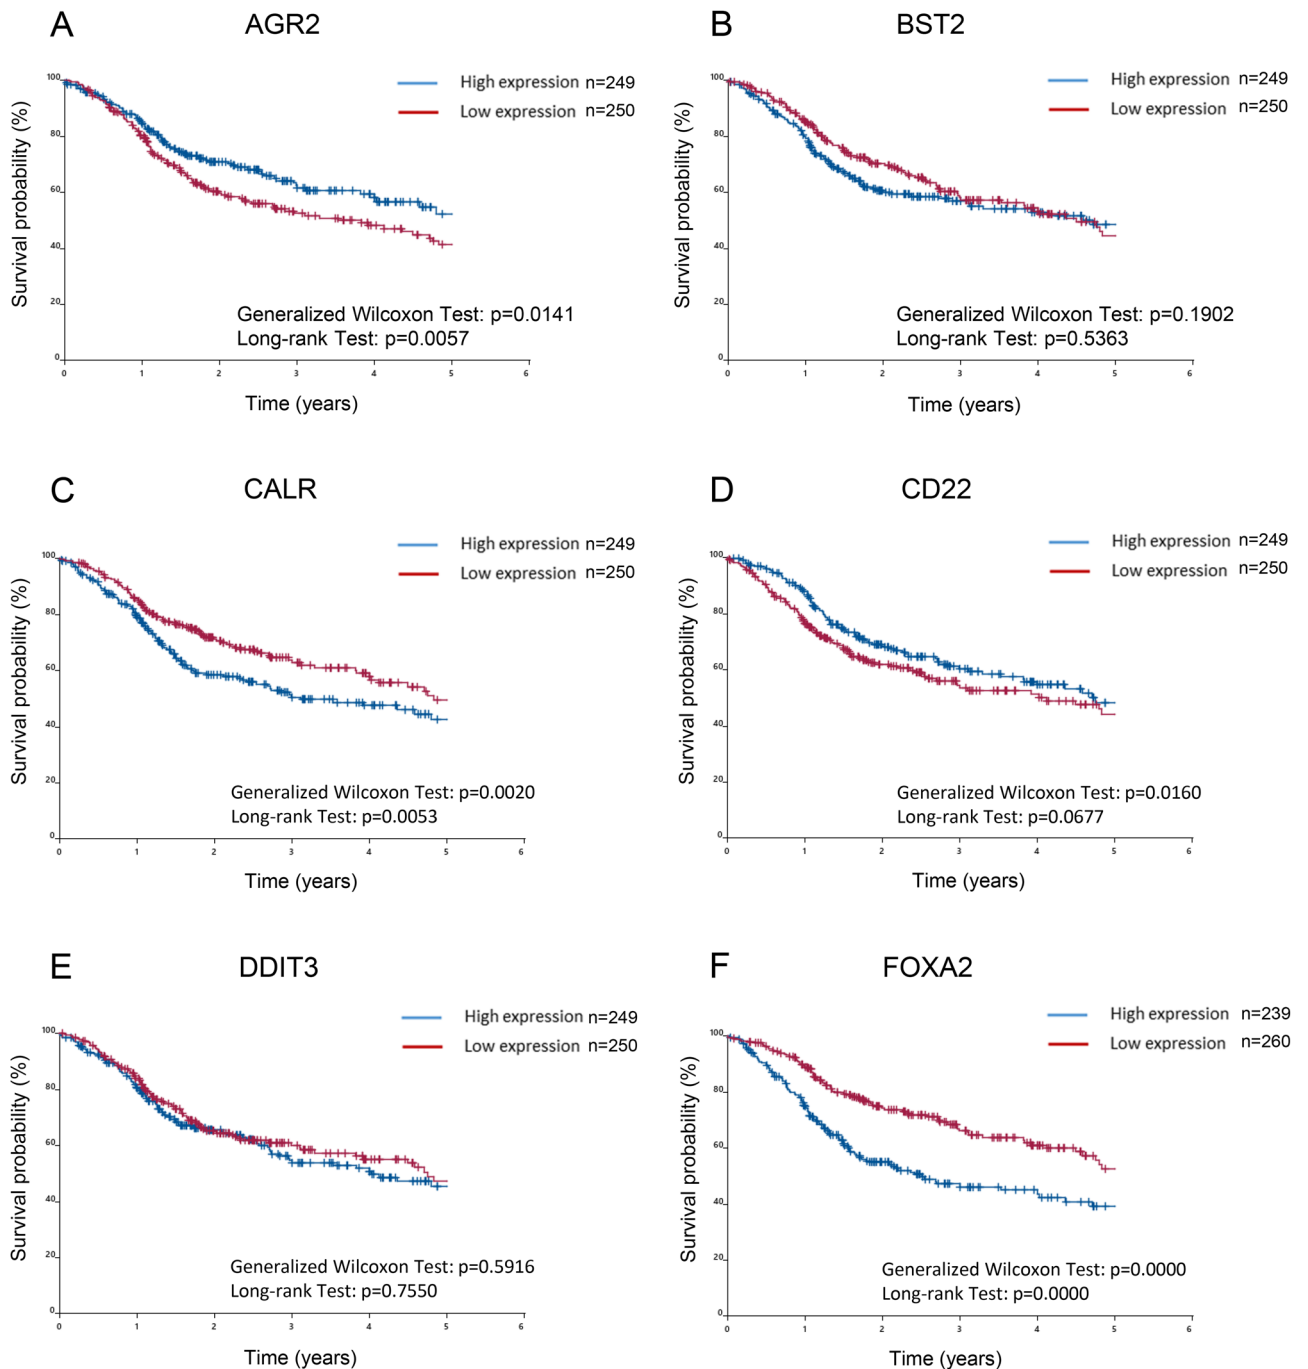 A AGR2
High expression n=249
Low expression n=250
Survival probability (%)
100
80
60
40
20
0
0 1 2 3 4 5 6
Generalized Wilcoxon Test: p=0.0141
Long-rank Test: p=0.0057
Time (years)
B BST2
High expression n=249
Low expression n=250
Survival probability (%)
100
80
60
40
20
0
0 1 2 3 4 5 6
Generalized Wilcoxon Test: p=0.1902
Long-rank Test: p=0.5363
Time (years)
C CALR
High expression n=249
Low expression n=250
Survival probability (%)
100
80
60
40
20
0
0 1 2 3 4 5 6
Generalized Wilcoxon Test: p=0.0020
Long-rank Test: p=0.0053
Time (years)
D CD22
High expression n=249
Low expression n=250
Survival probability (%)
100
80
60
40
20
0
0 1 2 3 4 5 6
Generalized Wilcoxon Test: p=0.0160
Long-rank Test: p=0.0677
Time (years)
E DDIT3
High expression n=249
Low expression n=250
Survival probability (%)
100
80
60
40
20
0
0 1 2 3 4 5 6
Generalized Wilcoxon Test: p=0.5916
Long-rank Test: p=0.7550
Time (years)
F FOXA2
High expression n=239
Low expression n=260
Survival probability (%)
100
80
60
40
20
0
0 1 2 3 4 5 6
Generalized Wilcoxon Test: p=0.0000
Long-rank Test: p=0.0000
Time (years)